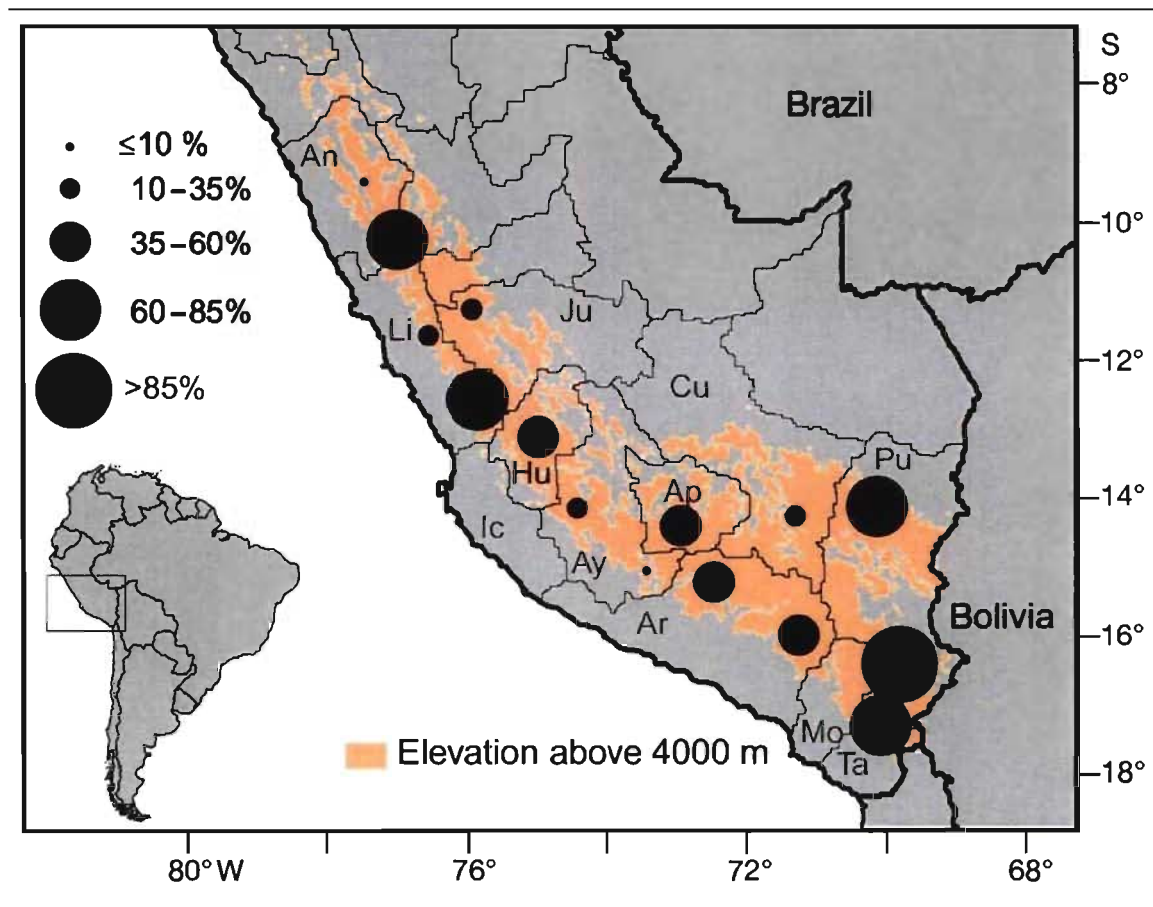 S
8°
Brazil
≤10 %
An
10–35%
10°
35–60%
60–85%
Ju
Li
12°
>85%
Cu
Pu
Hu
Ap
14°
Ic
Ay
Bolivia
Ar
16°
Mo
Elevation above 4000 m
Ta
18°
80° W
76°
72°
68°